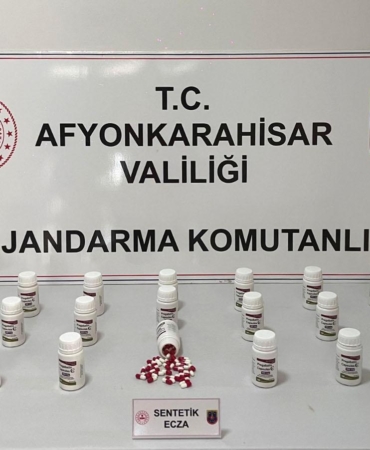 T.C.
AFYONKARAHİSAR
VALİLİĞİ
JANDARMA KOMUTANLI
SENTETİK
ECZA